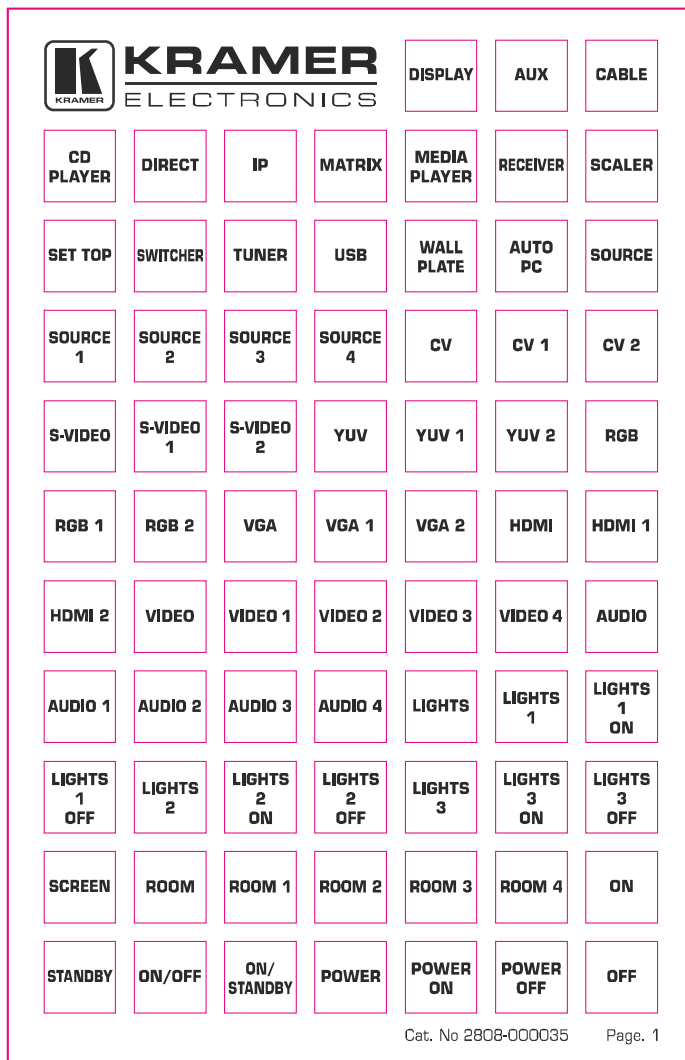 KRAMER
KRAMER
ELECTRONICS
DISPLAY
AUX
CABLE
CD
PLAYER
DIRECT
IP
MATRIX
MEDIA
PLAYER
RECEIVER
SCALER
SET TOP
SWITCHER
TUNER
USB
WALL
PLATE
AUTO
PC
SOURCE
SOURCE
1
SOURCE
2
SOURCE
3
SOURCE
4
CV
CV 1
CV 2
S-VIDEO
S-VIDEO
1
S-VIDEO
2
YUV
YUV 1
YUV 2
RGB
RGB 1
RGB 2
VGA
VGA 1
VGA 2
HDMI
HDMI 1
HDMI 2
VIDEO
VIDEO 1
VIDEO 2
VIDEO 3
VIDEO 4
AUDIO
AUDIO 1
AUDIO 2
AUDIO 3
AUDIO 4
LIGHTS
LIGHTS
1
LIGHTS
1
ON
LIGHTS
1
OFF
LIGHTS
2
LIGHTS
2
ON
LIGHTS
2
OFF
LIGHTS
3
LIGHTS
3
ON
LIGHTS
3
OFF
SCREEN
ROOM
ROOM 1
ROOM 2
ROOM 3
ROOM 4
ON
STANDBY
ON/OFF
ON/
STANDBY
POWER
POWER
ON
POWER
OFF
OFF
Cat. No 2808-000035 Page. 1